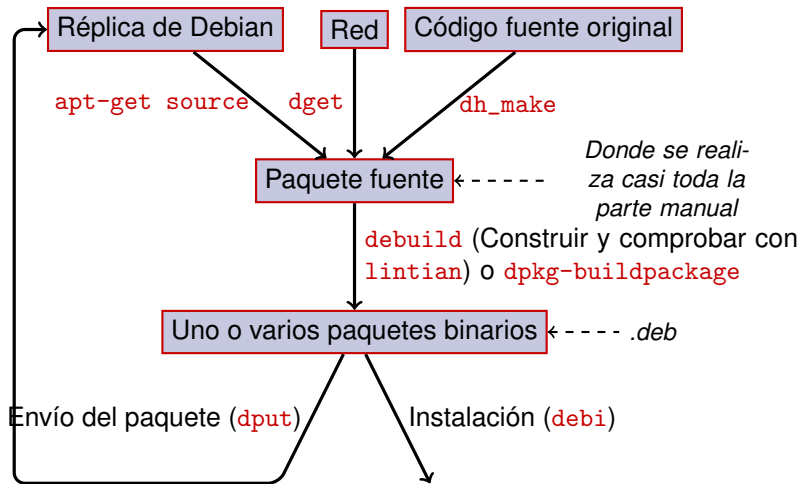 Réplica de Debian
Red
Código fuente original
apt-get source
dget
dh_make
Paquete fuente
Donde se reali-
za casi toda la
parte manual
debuild (Construir y comprobar con
lintian) o dpkg-buildpackage
Uno o varios paquetes binarios
.deb
Envío del paquete (dput)
Instalación (debi)